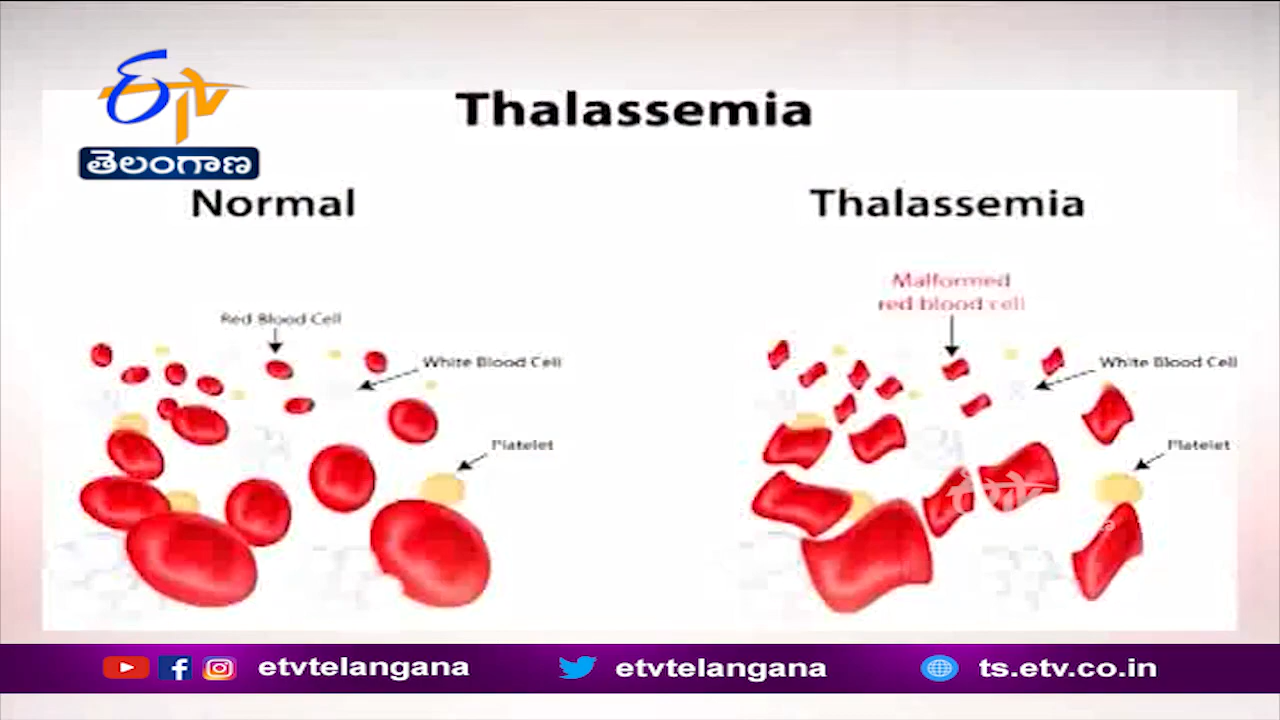 ETV
తెలంగాణ
Thalassemia
Normal
Thalassemia
Red Blood Cell
White Blood Cell
Platelet
Malformed
red blood cell
White Blood Cell
Platelet
etvtelangana
etvtelangana
ts.etv.co.in